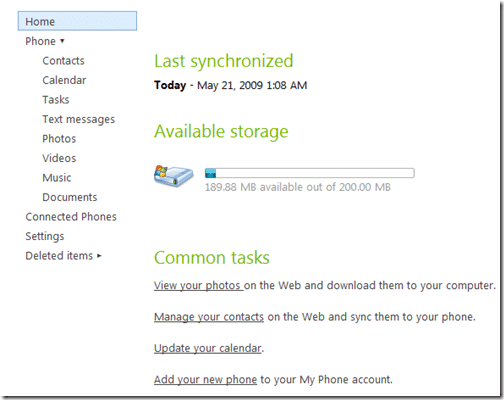 Home
Phone ▾
Contacts
Calendar
Tasks
Text messages
Photos
Videos
Music
Documents
Connected Phones
Settings
Deleted items ▸
Last synchronized
Today - May 21, 2009 1:08 AM
Available storage
189.88 MB available out of 200.00 MB
Common tasks
View your photos on the Web and download them to your computer.
Manage your contacts on the Web and sync them to your phone.
Update your calendar.
Add your new phone to your My Phone account.